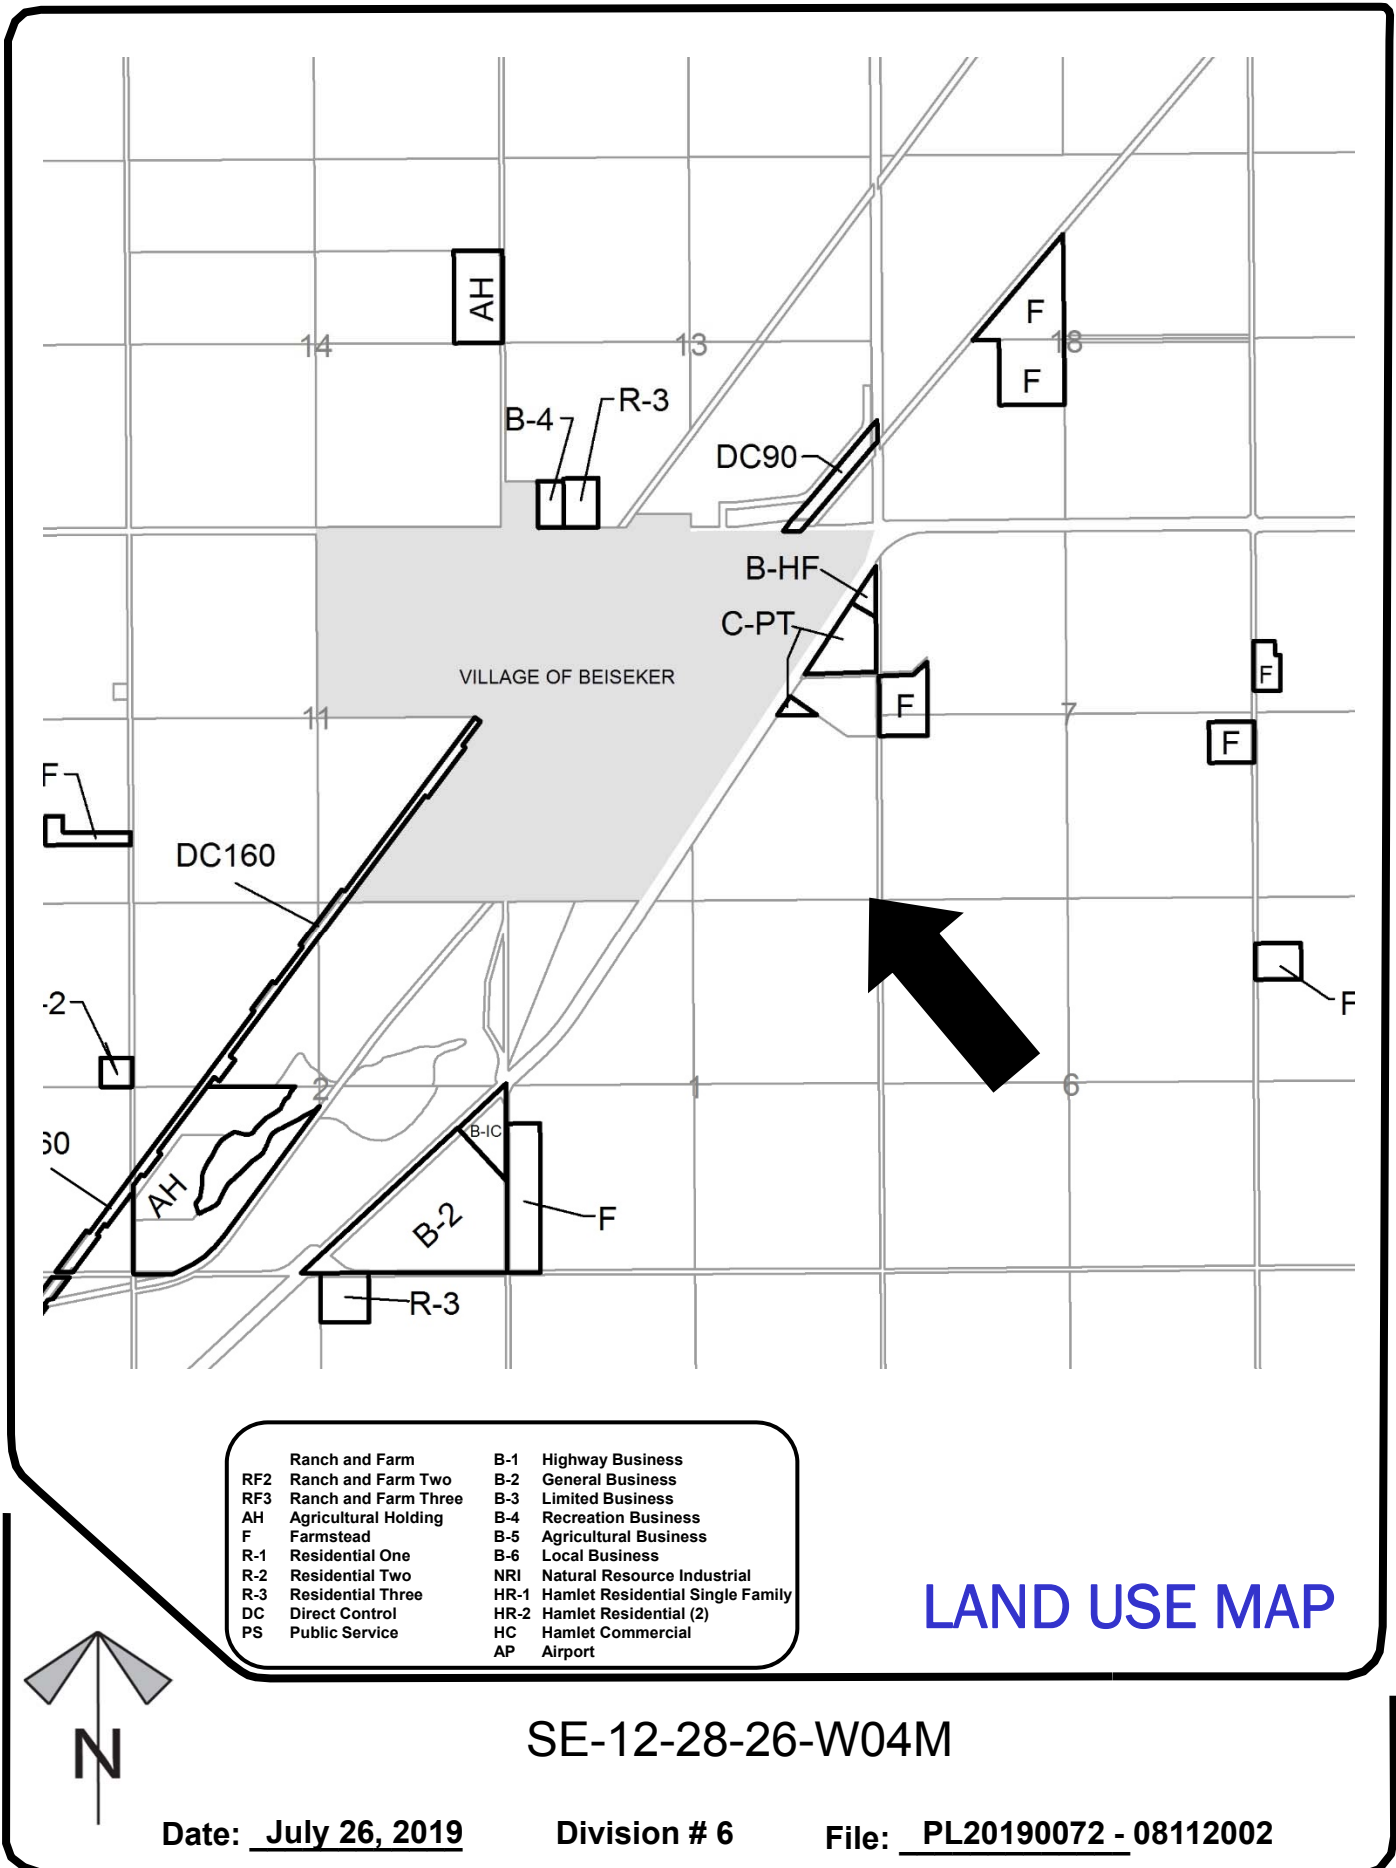 AH
F
14
13
18
F
R-3
B-4
DC90
B-HF
C-PT
VILLAGE OF BEISEKER
F
F
11
7
F
F
DC160
-2
F
2
1
6
60
B-IC
AH
B-2
F
R-3
Ranch and Farm
RF2 Ranch and Farm Two
RF3 Ranch and Farm Three
AH Agricultural Holding
F Farmstead
R-1 Residential One
R-2 Residential Two
R-3 Residential Three
DC Direct Control
PS Public Service
B-1 Highway Business
B-2 General Business
B-3 Limited Business
B-4 Recreation Business
B-5 Agricultural Business
B-6 Local Business
NRI Natural Resource Industrial
HR-1 Hamlet Residential Single Family
HR-2 Hamlet Residential (2)
HC Hamlet Commercial
AP Airport
LAND USE MAP
N
SE-12-28-26-W04M
Date: July 26, 2019 Division # 6 File: PL20190072 - 08112002